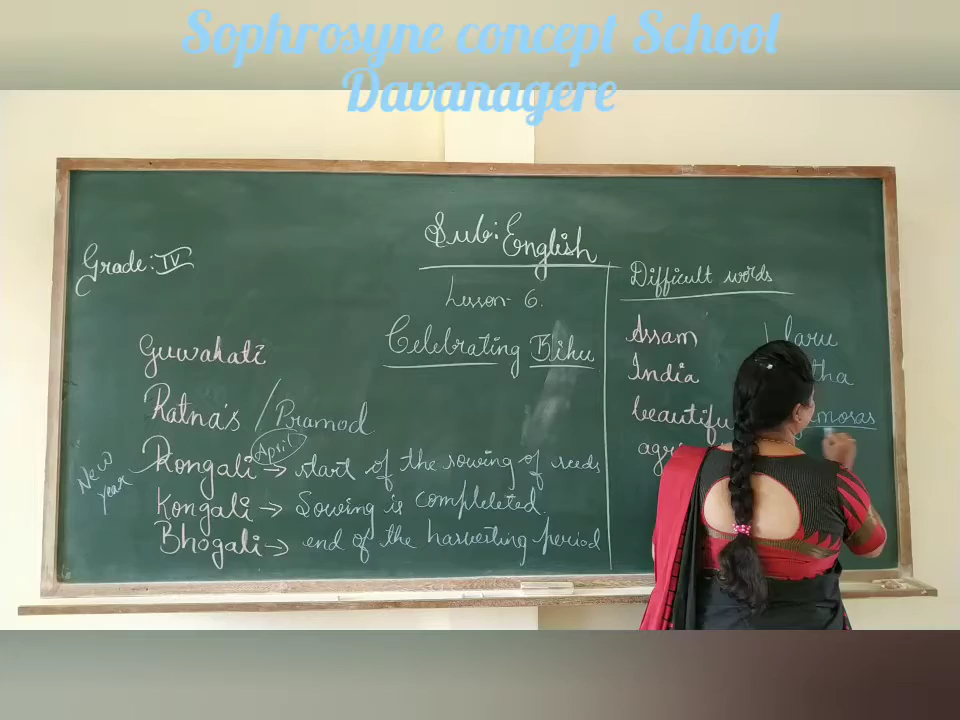 Sophrosyne concept School
Davanagere
Sub: English
Grade: IV
Lesson- 6.
Celebrating Bihu
Guwahati
Ratna's / Pramod
April
New year
Rongali → start of the sowing of seeds
Kongali → Sowing is completed.
Bhogali → end of the harvesting period
Difficult words
Assam
India
laru